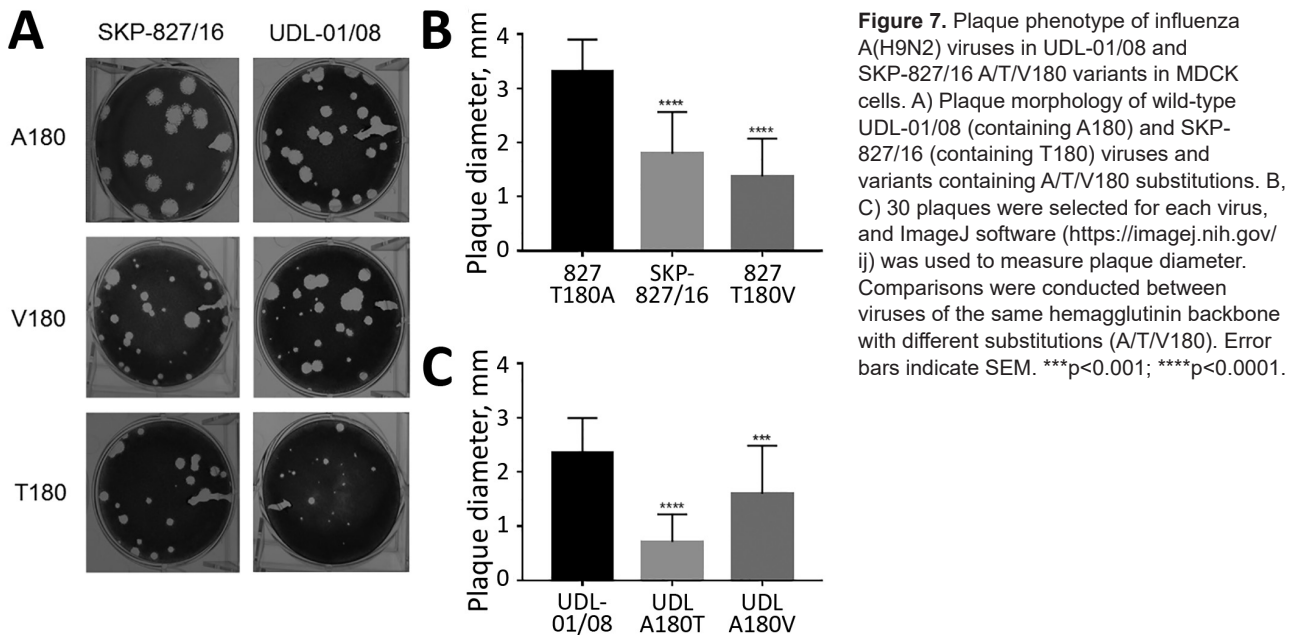 A
SKP-827/16 UDL-01/08
A180
V180
T180
B
Plaque diameter, mm
4
3
2
1
0
****
****
827
T180A
SKP-
827/16
827
T180V
C
Plaque diameter, mm
4
3
2
1
0
****
***
UDL-
01/08
UDL
A180T
UDL
A180V
Figure 7. Plaque phenotype of influenza
A(H9N2) viruses in UDL-01/08 and
SKP-827/16 A/T/V180 variants in MDCK
cells. A) Plaque morphology of wild-type
UDL-01/08 (containing A180) and SKP-
827/16 (containing T180) viruses and
variants containing A/T/V180 substitutions. B,
C) 30 plaques were selected for each virus,
and ImageJ software (https://imagej.nih.gov/
ij) was used to measure plaque diameter.
Comparisons were conducted between
viruses of the same hemagglutinin backbone
with different substitutions (A/T/V180). Error
bars indicate SEM. ***p<0.001; ****p<0.0001.